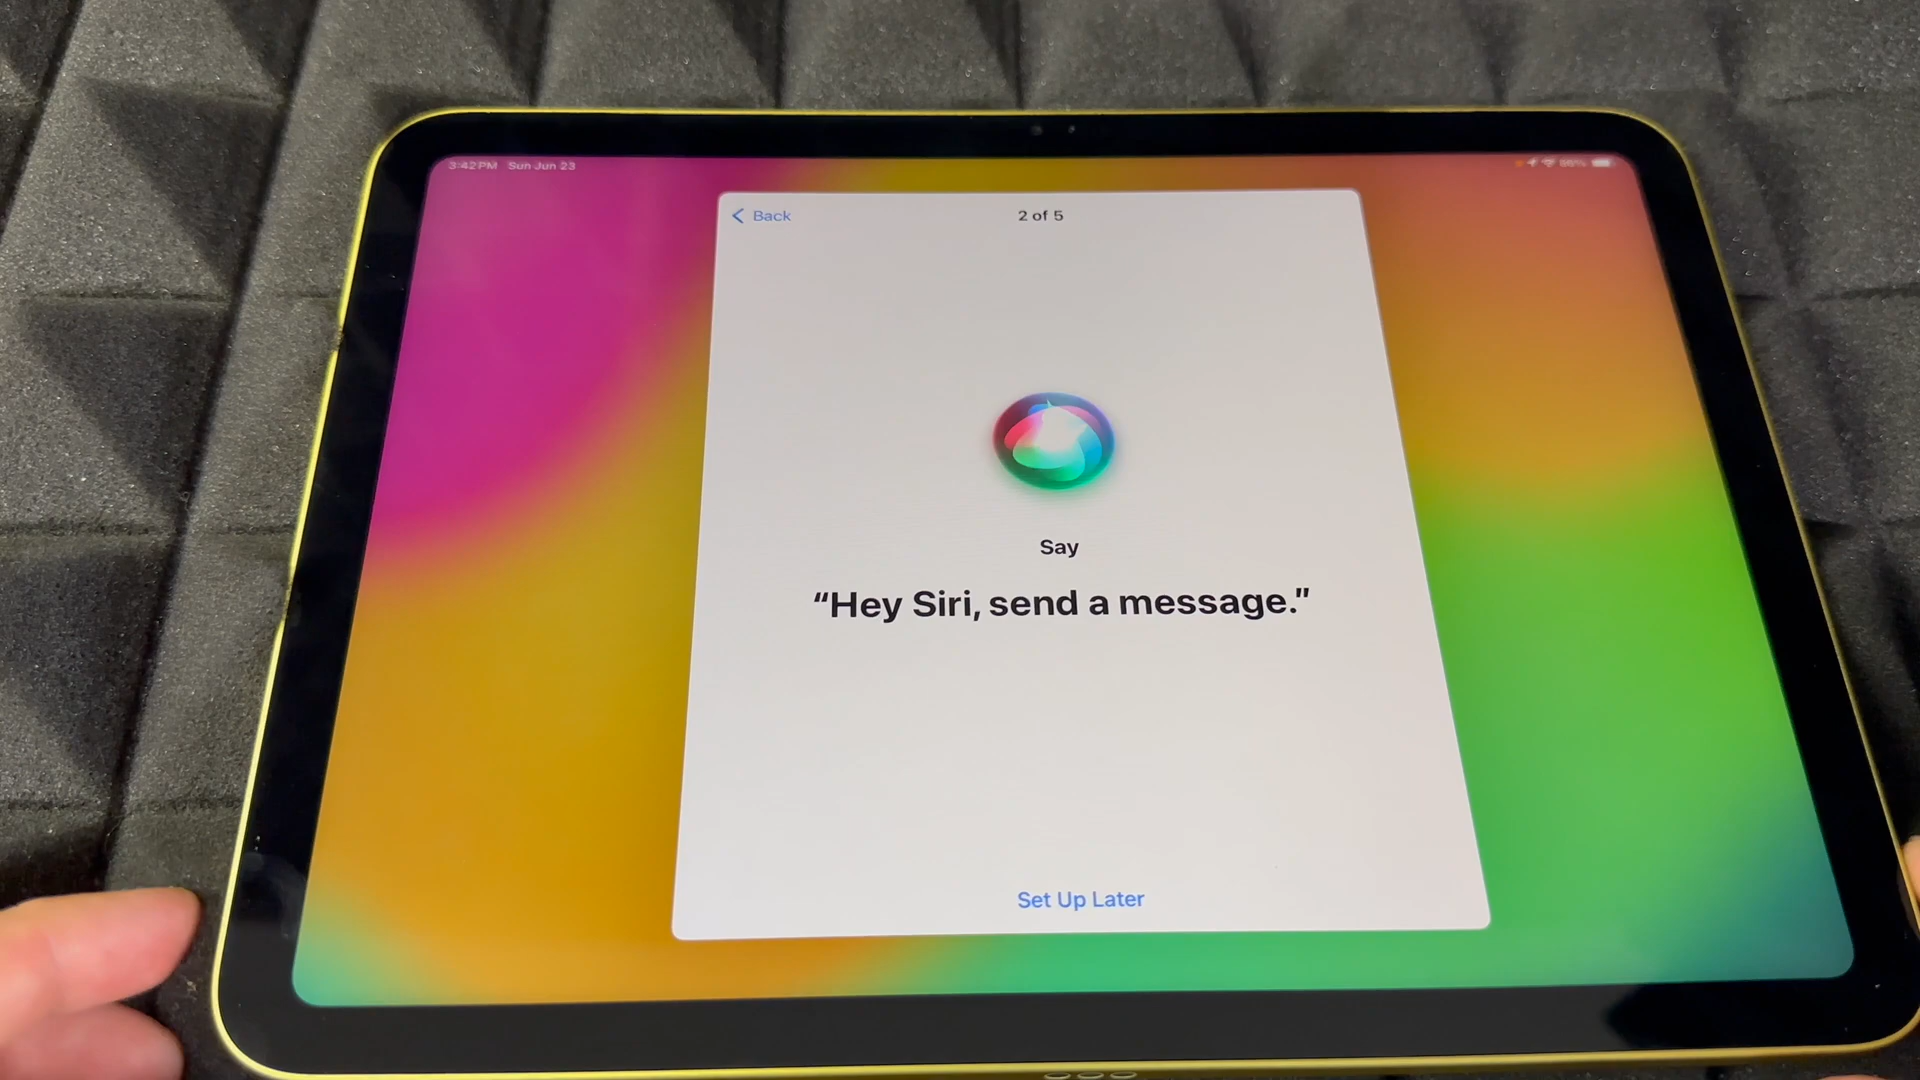 3:42 PM Sun Jun 23
Back
2 of 5
Say
“Hey Siri, send a message.”
Set Up Later